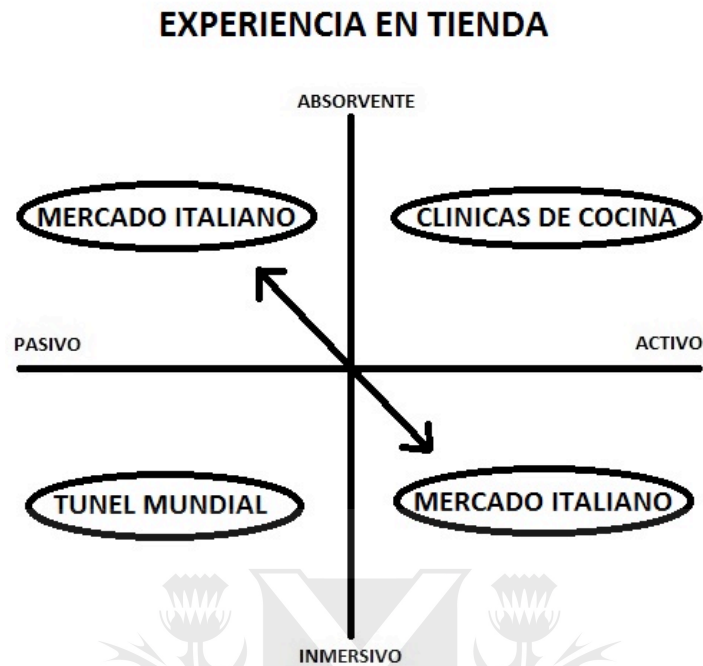 EXPERIENCIA EN TIENDA
ABSORVENTE
MERCADO ITALIANO
CLINICAS DE COCINA
PASIVO
ACTIVO
TUNEL MUNDIAL
MERCADO ITALIANO
INMERSIVO